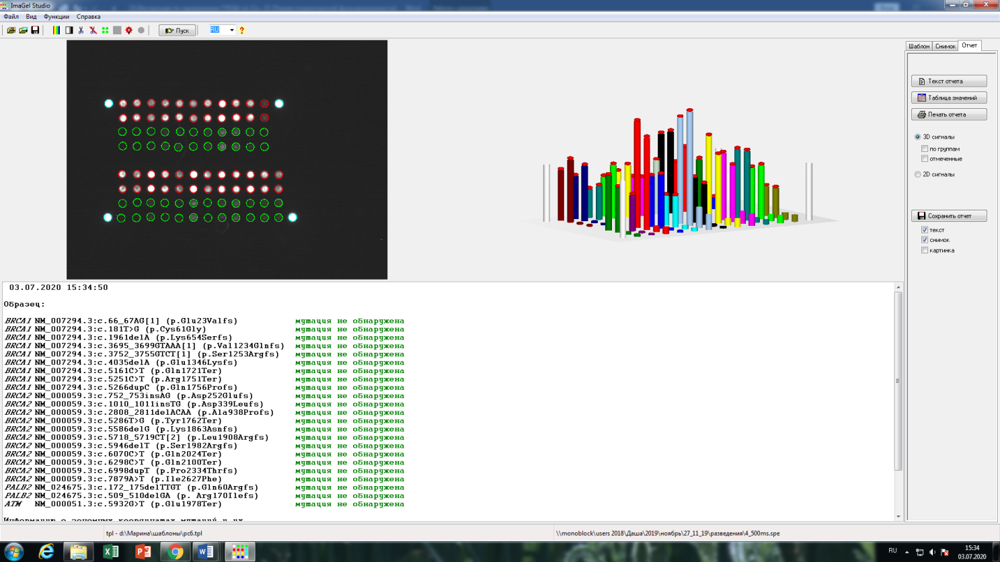 ImaGel Studio
Файл Вид Функции Справка
Пуск RU ?
Шаблон Снимок Отчет
Текст отчета
Таблица значений
Печать отчета
3D сигналы
по группам
отмеченные
2D сигналы
Сохранить отчет
текст
снимок
картинка
03.07.2020 15:34:50
Образец:
BRCA1 NM_007294.3:c.66_67AG[1] (p.Glu23Valfs) мутация не обнаружена
BRCA1 NM_007294.3:c.181T>G (p.Cys61Gly) мутация не обнаружена
BRCA1 NM_007294.3:c.1961delA (p.Lys654Serfs) мутация не обнаружена
BRCA1 NM_007294.3:c.3695_3699GTAAA[1] (p.Val1234Glnfs) мутация не обнаружена
BRCA1 NM_007294.3:c.3752_3755GTCT[1] (p.Ser1253Argfs) мутация не обнаружена
BRCA1 NM_007294.3:c.4035delA (p.Glu1346Lysfs) мутация не обнаружена
BRCA1 NM_007294.3:c.5161C>T (p.Gln1721Ter) мутация не обнаружена
BRCA1 NM_007294.3:c.5251C>T (p.Arg1751Ter) мутация не обнаружена
BRCA1 NM_007294.3:c.5266dupC (p.Gln1756Profs) мутация не обнаружена
BRCA2 NM_000059.3:c.752_753insAG (p.Asp252Glufs) мутация не обнаружена
BRCA2 NM_000059.3:c.1010_1011insTG (p.Asp339Leufs) мутация не обнаружена
BRCA2 NM_000059.3:c.2808_2811delACAA (p.Ala938Profs) мутация не обнаружена
BRCA2 NM_000059.3:c.5286T>G (p.Tyr1762Ter) мутация не обнаружена
BRCA2 NM_000059.3:c.5586delG (p.Lys1863Asnfs) мутация не обнаружена
BRCA2 NM_000059.3:c.5718_5719CT[2] (p.Leu1908Argfs) мутация не обнаружена
BRCA2 NM_000059.3:c.5946delT (p.Ser1982Argfs) мутация не обнаружена
BRCA2 NM_000059.3:c.6070C>T (p.Gln2024Ter) мутация не обнаружена
BRCA2 NM_000059.3:c.6298C>T (p.Gln2100Ter) мутация не обнаружена
BRCA2 NM_000059.3:c.6998dupT (p.Pro2334Thrfs) мутация не обнаружена
BRCA2 NM_000059.3:c.7879A>T (p.Ile2627Phe) мутация не обнаружена
PALB2 NM_024675.3:c.172_175delTTGT (p.Gln60Argfs) мутация не обнаружена
PALB2 NM_024675.3:c.509_510delGA (p. Arg170Ilefs) мутация не обнаружена
ATM NM_000051.3:c.5932G>T (p.Glu1978Ter) мутация не обнаружена
Информацию о геномных координатах мутаций и их
tpl - d:\Марина\шаблоны\рсб.tpl \\monoblock\users 2018\Даша\2019\ноябрь\27_11_19\разведения\4_500ms.spe
RU 15:34
03.07.2020